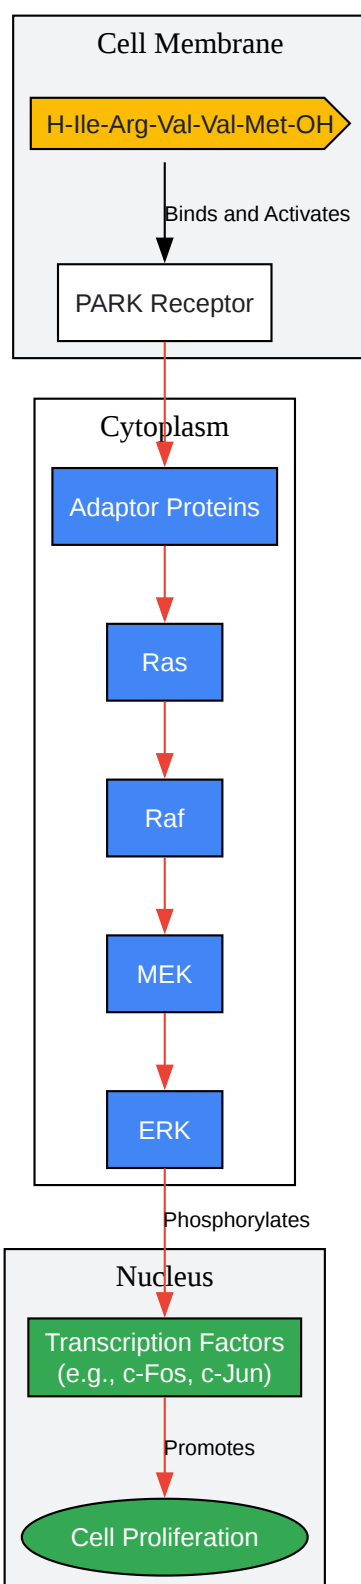 Cell Membrane
H-Ile-Arg-Val-Val-Met-OH
Binds and Activates
PARK Receptor
Cytoplasm
Adaptor Proteins
Ras
Raf
MEK
ERK
Phosphorylates
Nucleus
Transcription Factors
(e.g., c-Fos, c-Jun)
Promotes
Cell Proliferation